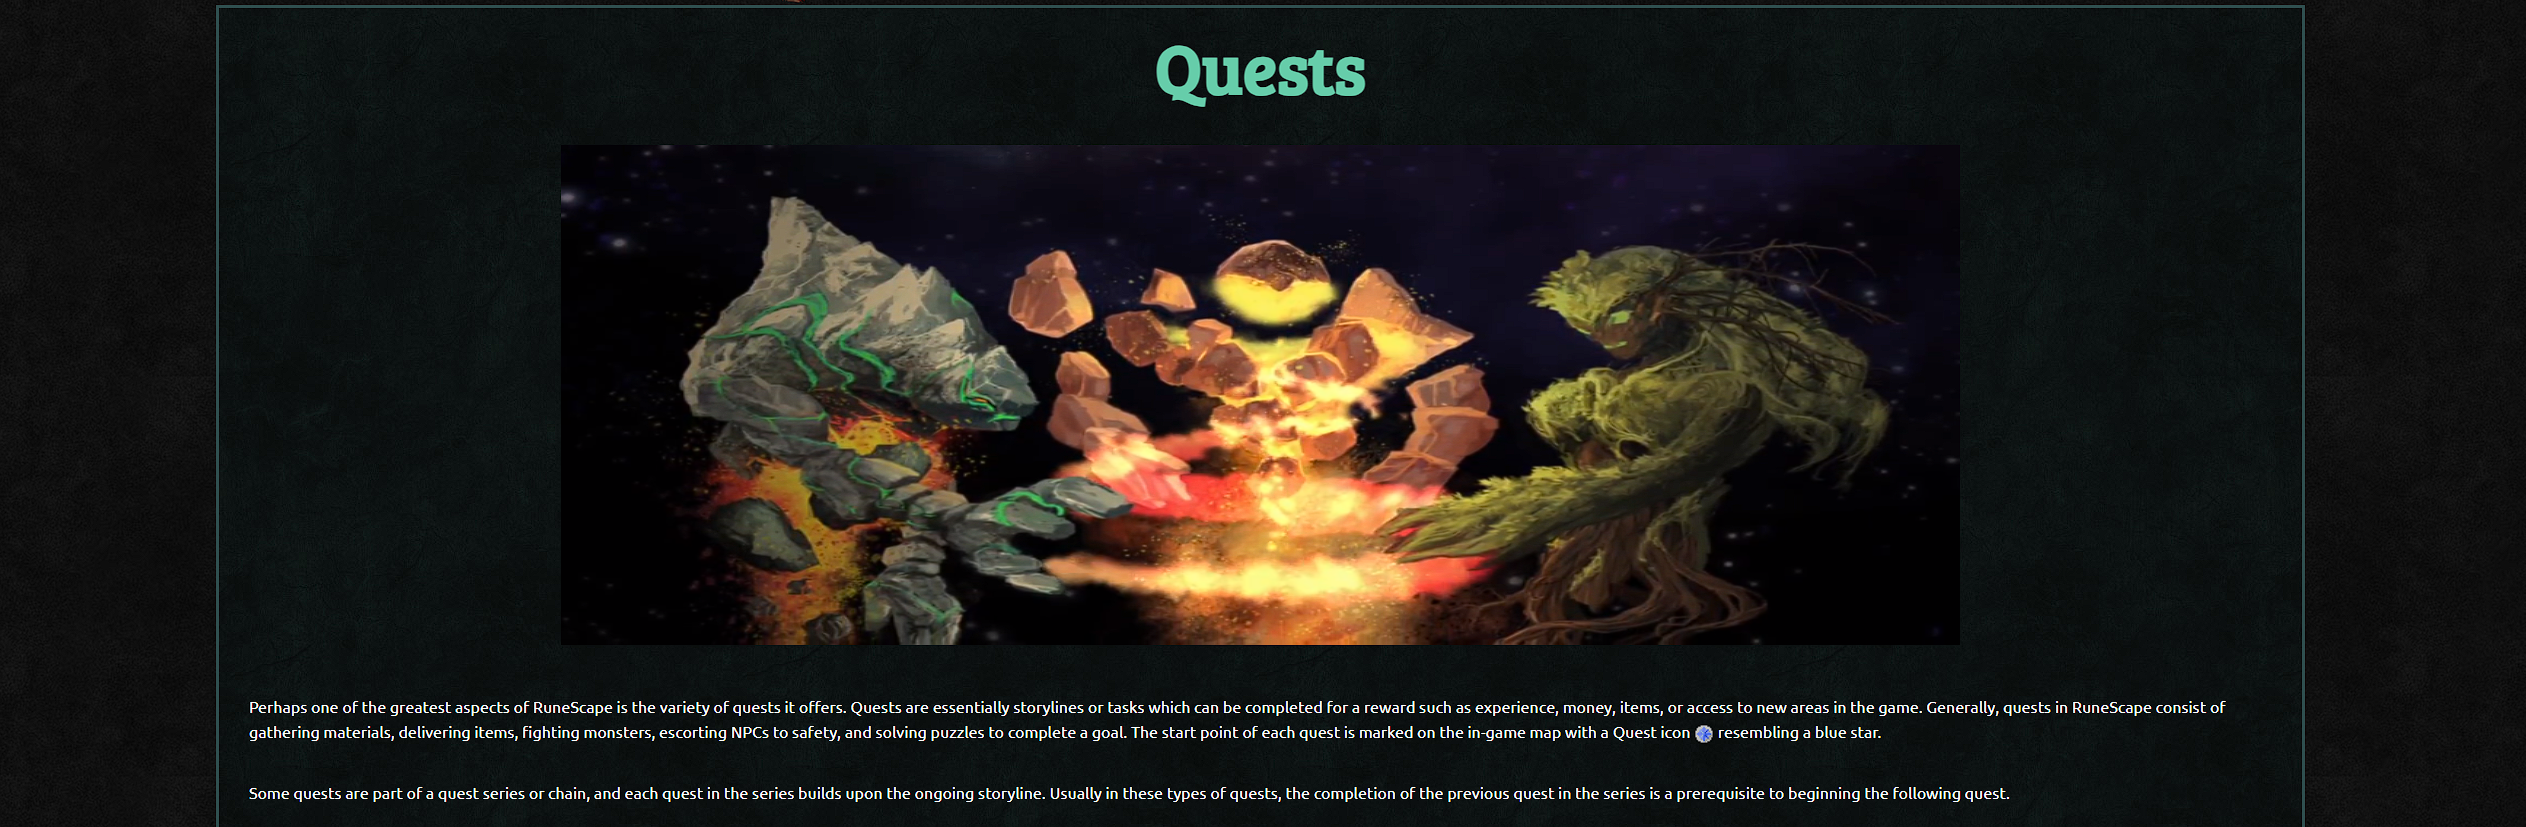 Quests
Perhaps one of the greatest aspects of RuneScape is the variety of quests it offers. Quests are essentially storylines or tasks which can be completed for a reward such as experience, money, items, or access to new areas in the game. Generally, quests in RuneScape consist of
gathering materials, delivering items, fighting monsters, escorting NPCs to safety, and solving puzzles to complete a goal. The start point of each quest is marked on the in-game map with a Quest icon resembling a blue star.
Some quests are part of a quest series or chain, and each quest in the series builds upon the ongoing storyline. Usually in these types of quests, the completion of the previous quest in the series is a prerequisite to beginning the following quest.